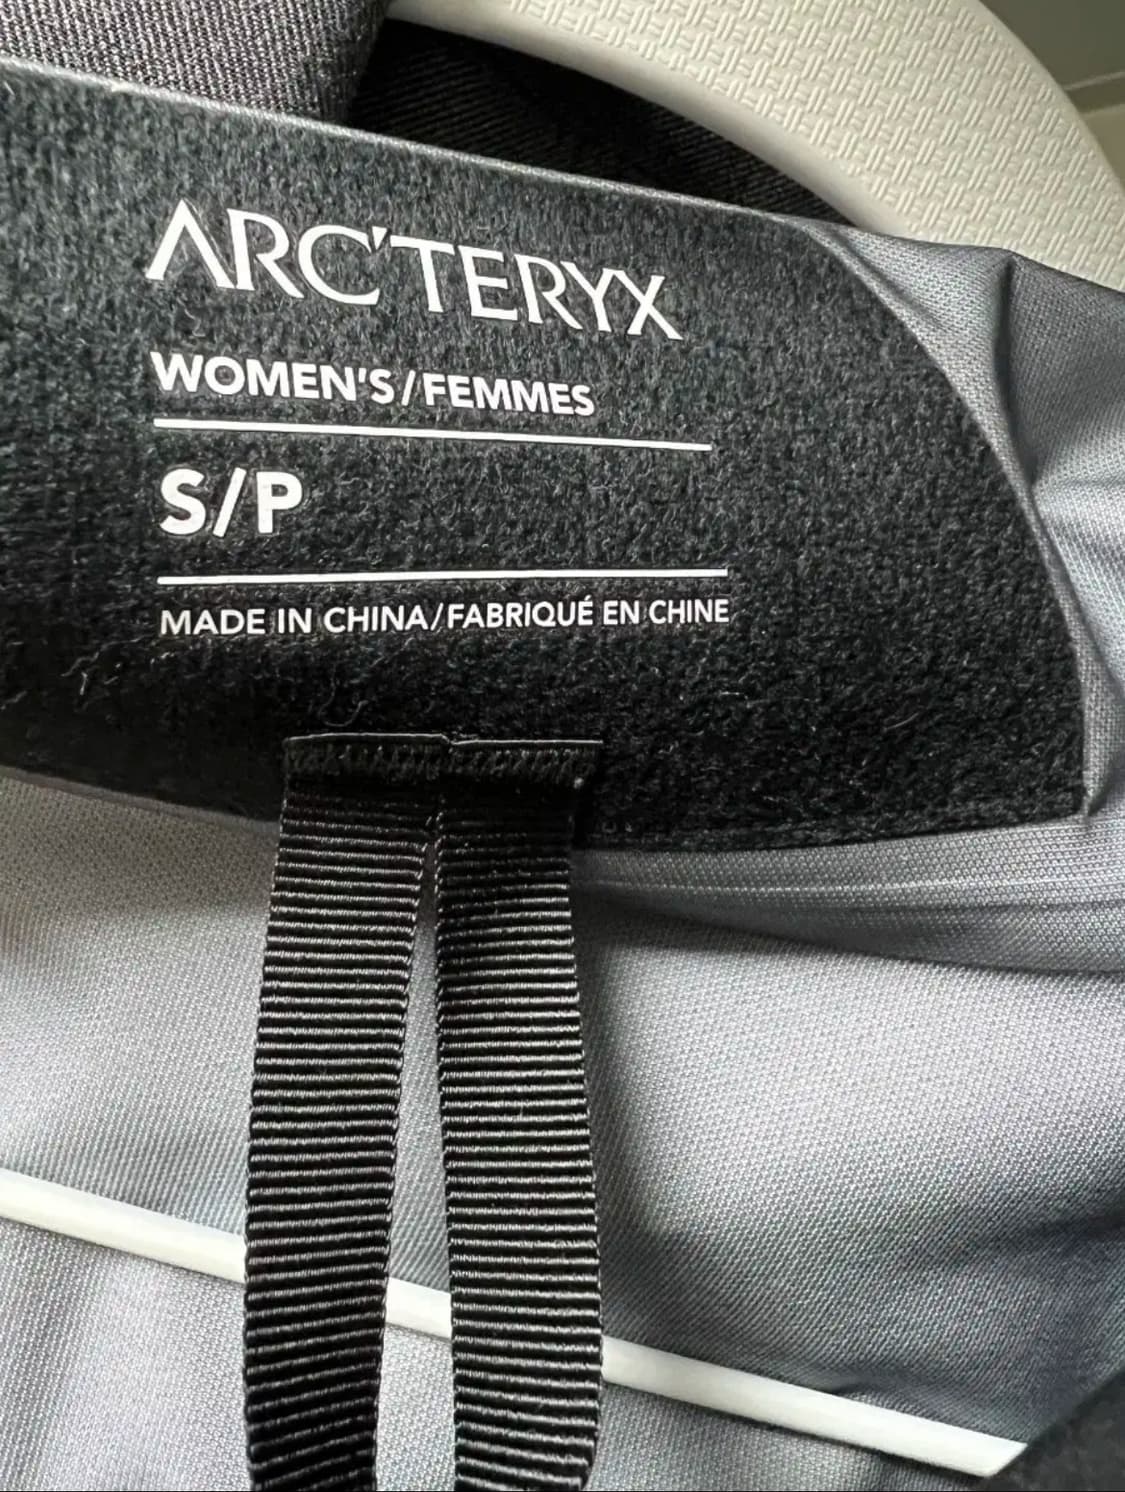 ARC'TERYX
WOMEN'S/FEMMES
S/P
MADE IN CHINA/FABRIQUÉ EN CHINE